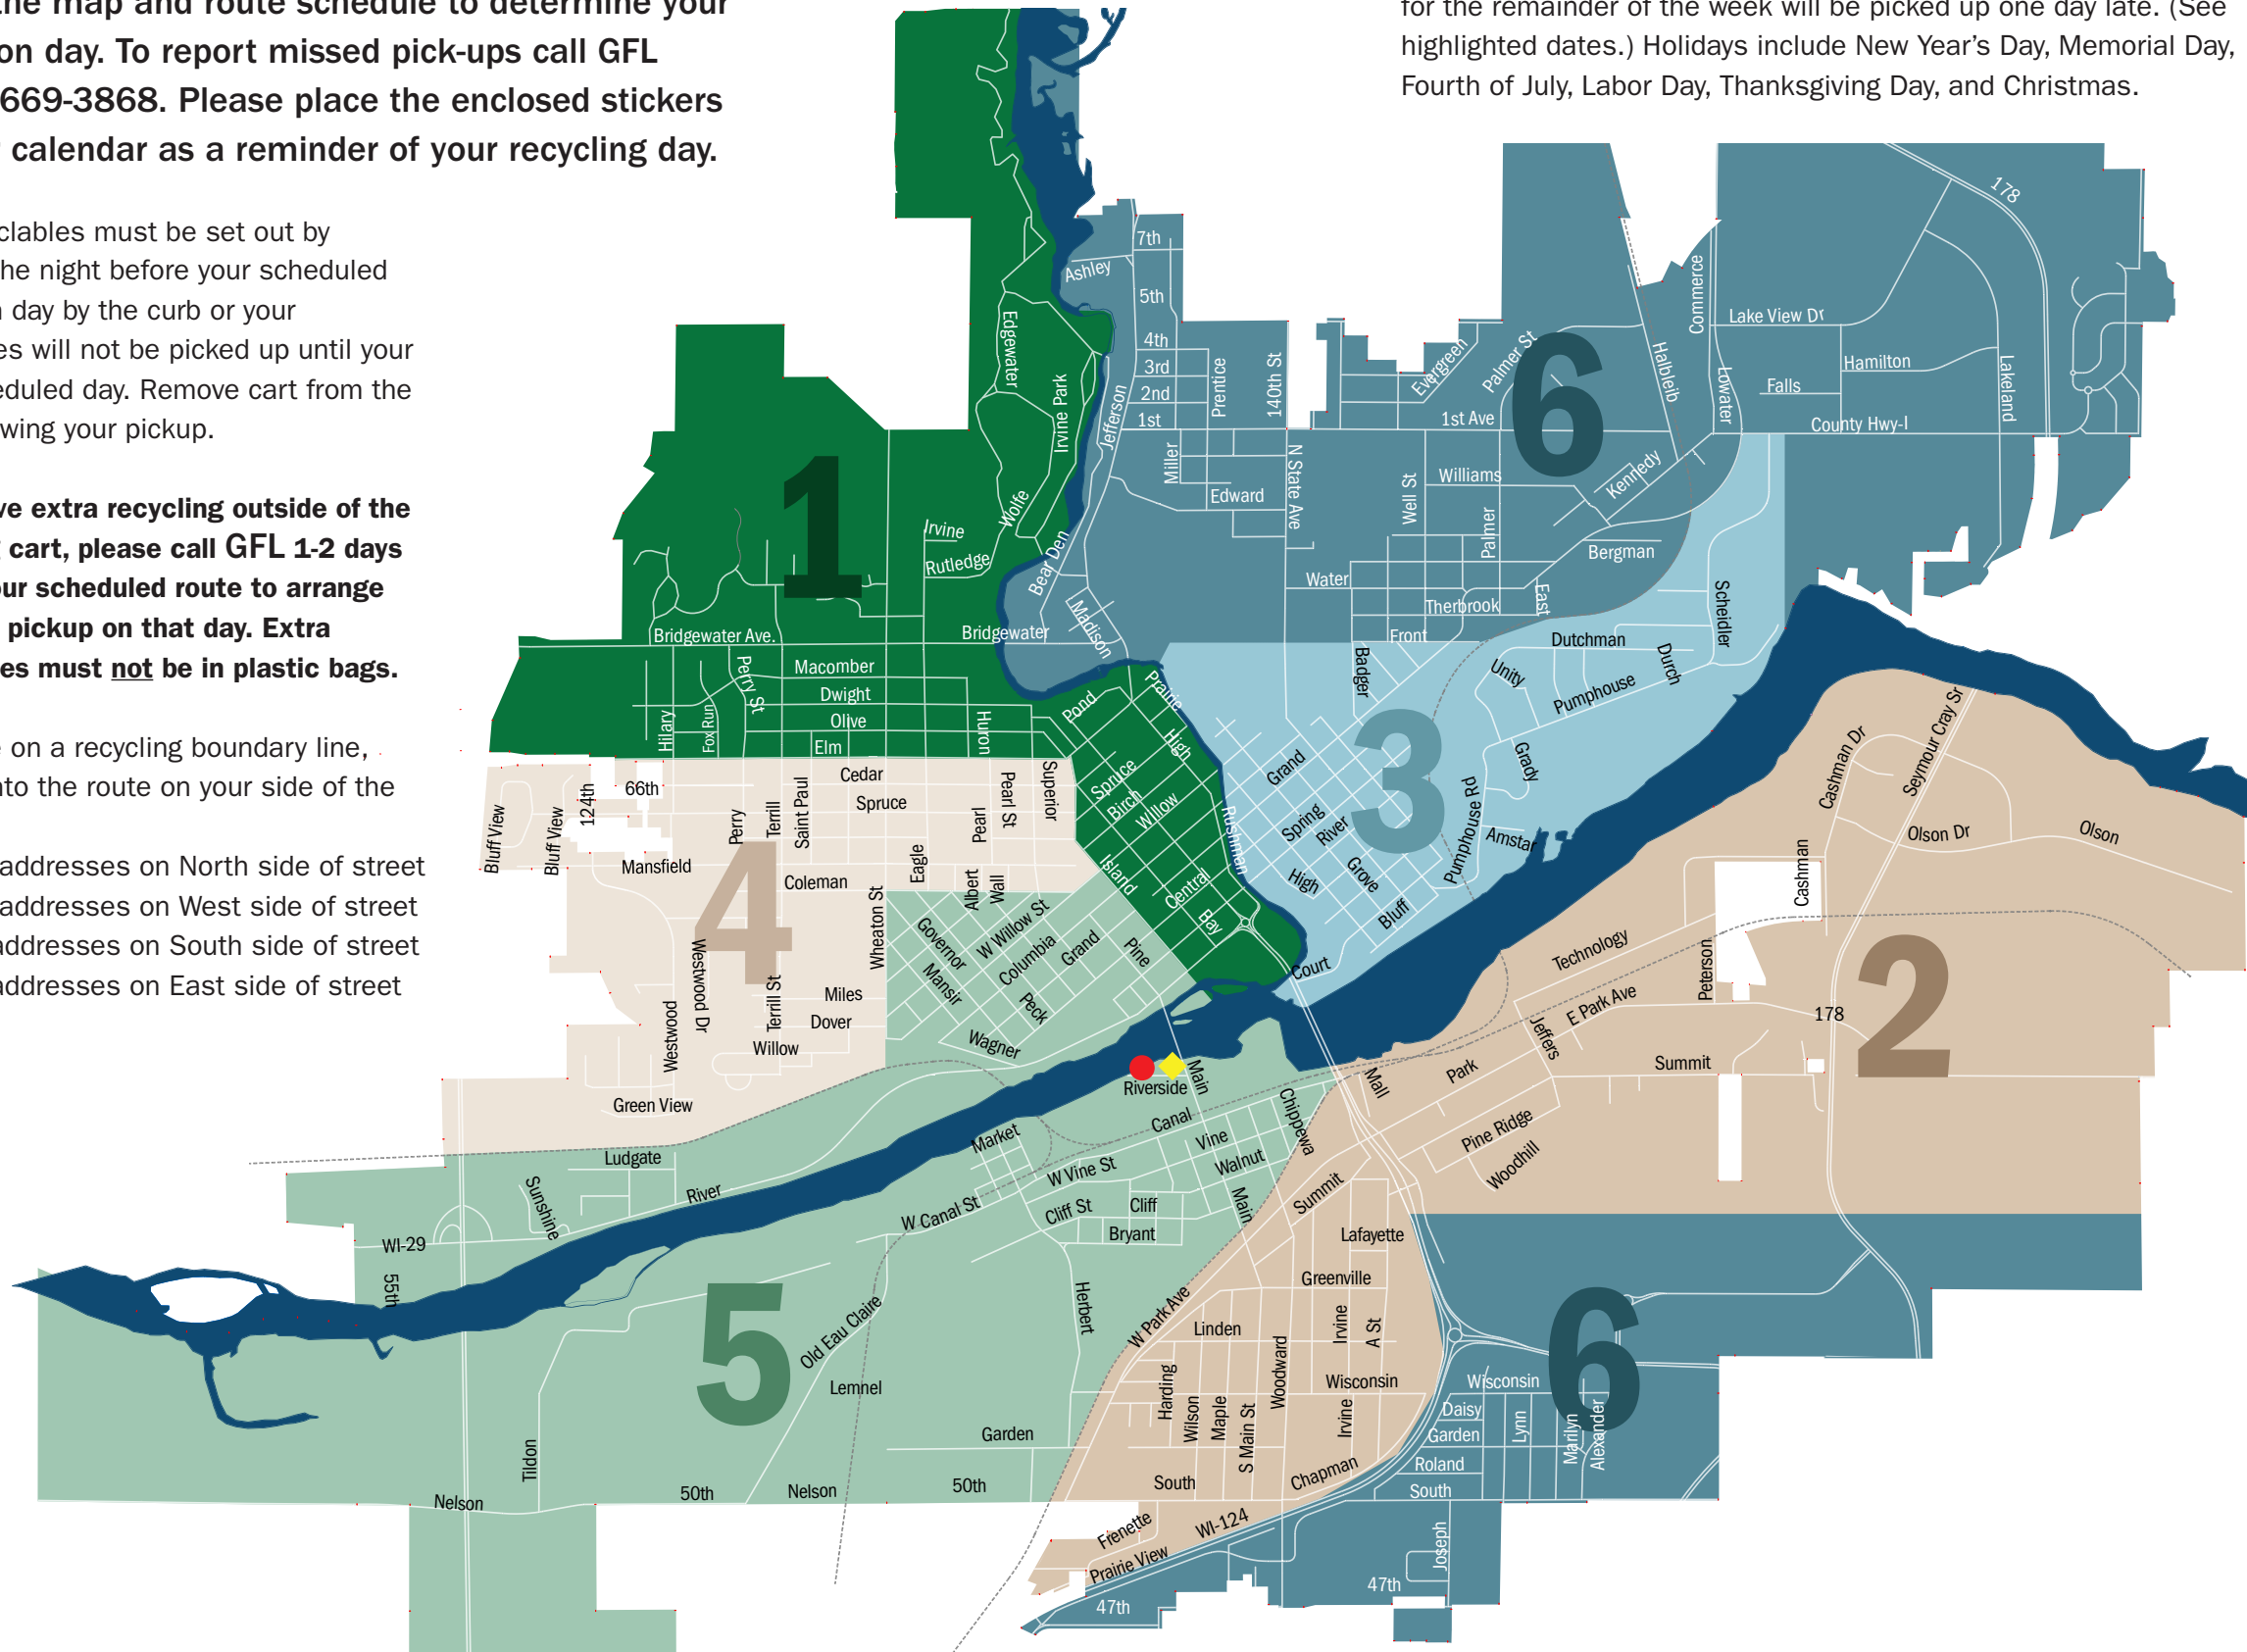 the map and route schedule to determine your
on day. To report missed pick-ups call GFL
669-3868. Please place the enclosed stickers
calendar as a reminder of your recycling day.
for the remainder of the week will be picked up one day late. (See
highlighted dates.) Holidays include New Year's Day, Memorial Day,
Fourth of July, Labor Day, Thanksgiving Day, and Christmas.
clables must be set out by
he night before your scheduled
day by the curb or your
es will not be picked up until your
eduled day. Remove cart from the
wing your pickup.
ve extra recycling outside of the
cart, please call GFL 1-2 days
ur scheduled route to arrange
pickup on that day. Extra
es must not be in plastic bags.
e on a recycling boundary line,
nto the route on your side of the
addresses on North side of street
addresses on West side of street
addresses on South side of street
addresses on East side of street
1
Edgewater
Irvine Park
Wolfe
Irvine
Rutledge
Bear Den
Bridgewater Ave.
Bridgewater
Madison
Macomber
Perry St
Dwight
Olive
Elm
Hilary
Fox Run
Huron
Pond
Prairie
High
Spruce
Birch
Willow
Island
Central
Bay
Rushman
7th
Ashley
5th
4th
3rd
2nd
1st
Jefferson
Prentice
140th St
Miller
Edward
N State Ave
Evergreen
Palmer St
6
1st Ave
Well St
Williams
Palmer
Kennedy
Bergman
Water
Therbrook
East
Front
Halbleib
Commerce
Lowater
Lake View Dr
Hamilton
Falls
Lakeland
County Hwy-I
178
3
Badger
Dutchman
Scheidler
Durch
Unity
Pumphouse
Grady
Grand
Spring
River
Pumphouse Rd
Amstar
High
Grove
Bluff
Court
4
Bluff View
Bluff View
124th
66th
Cedar
Spruce
Perry
Terrill
Saint Paul
Pearl
Pearl St
Superior
Mansfield
Coleman
Eagle
Albert
Wall
Wheaton St
Westwood Dr
Westwood
Terrill St
Miles
Dover
Willow
Green View
Governor
W Willow St
Columbia
Grand
Pine
Mansir
Peck
Wagner
2
Cashman Dr
Seymour Cray Sr
Olson Dr
Olson
Cashman
Technology
Peterson
E Park Ave
Jeffers
178
Summit
Park
Mall
Pine Ridge
Woodhill
Riverside
Main
Canal
Chippewa
Market
Vine
Walnut
W Vine St
W Canal St
Cliff St
Cliff
Bryant
Main
Summit
Ludgate
Sunshine
River
WI-29
55th
5
Old Eau Claire
Lemnel
Herbert
Garden
Tildon
Nelson
50th
Nelson
50th
W Park Ave
Lafayette
Greenville
Linden
Irvine
A St
Woodward
Harding
Wisconsin
Wilson
Maple
S Main St
Irvine
South
Chapman
Frenette
WI-124
Prairie View
6
Wisconsin
Daisy
Garden
Lynn
Marilyn
Alexander
Roland
South
Joseph
47th
47th